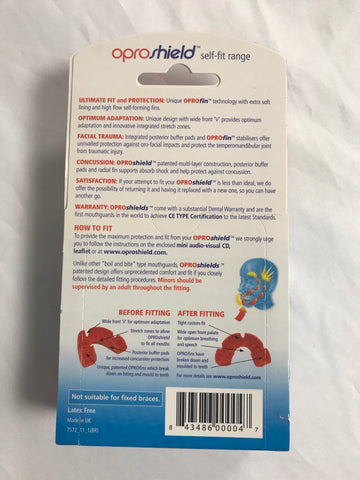 oproshield™ self-fit range
ULTIMATE FIT and PROTECTION: Unique OPROfin™ technology with extra soft
lining and high flow self-forming fins.
OPTIMUM ADAPTATION: Unique design with wide front 'V' provides optimum
adaptation and innovative integrated stretch zones.
FACIAL TRAUMA: Integrated posterior buffer pads and OPROfin™ stabilisers offer
unrivalled protection against oro-facial impacts and protect the temperomandibular joint
from traumatic injury.
CONCUSSION: OPROshield™ patented multi-layer construction, posterior buffer
pads and radial fin supports absorb shock and help protect against concussion.
SATISFACTION: If your attempt to fit your OPROshield™ is less than ideal, we do
offer the possibility of returning it and having it replaced with a new one, so you can have
another go.
WARRANTY: OPROshields™ come with a substantial Dental Warranty and are the
first mouthguards in the world to achieve CE TYPE Certification to the latest Standards.
HOW TO FIT
To provide the maximum protection and fit from your OPROshield™ we strongly urge
you to follow the instructions on the enclosed mini audio-visual CD,
leaflet or at www.oproshield.com.
Unlike other "boil and bite" type mouthguards, OPROshields™
patented design offers unprecedented comfort and fit if you closely
follow the detailed fitting procedures. Minors should be
supervised by an adult throughout the fitting.
BEFORE FITTING
Wide front 'V' for optimum adaptation
Stretch zones to allow
OPROshield
to fit all mouths
Posterior buffer pads
for increased concussion protection
Unique, patented OPROfins which break
down on biting and mould to teeth
AFTER FITTING
Tight custom fit
Wide open front palate
for optimum breathing
and speech
OPROfins have
broken down and
moulded to teeth
For more details see www.oproshield.com
Not suitable for fixed braces.
Latex Free
Made in UK
7572_11_1(BR)
8 43486 00004 7